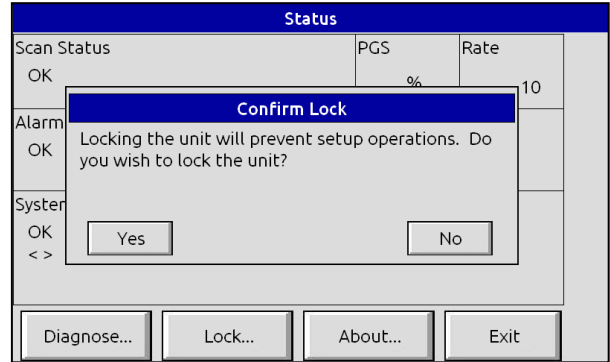 Status
Scan Status
PGS
Rate
OK
%
10
Confirm Lock
Alarm
Locking the unit will prevent setup operations. Do
you wish to lock the unit?
OK
System
OK
< >
Yes
No
Diagnose...
Lock...
About...
Exit